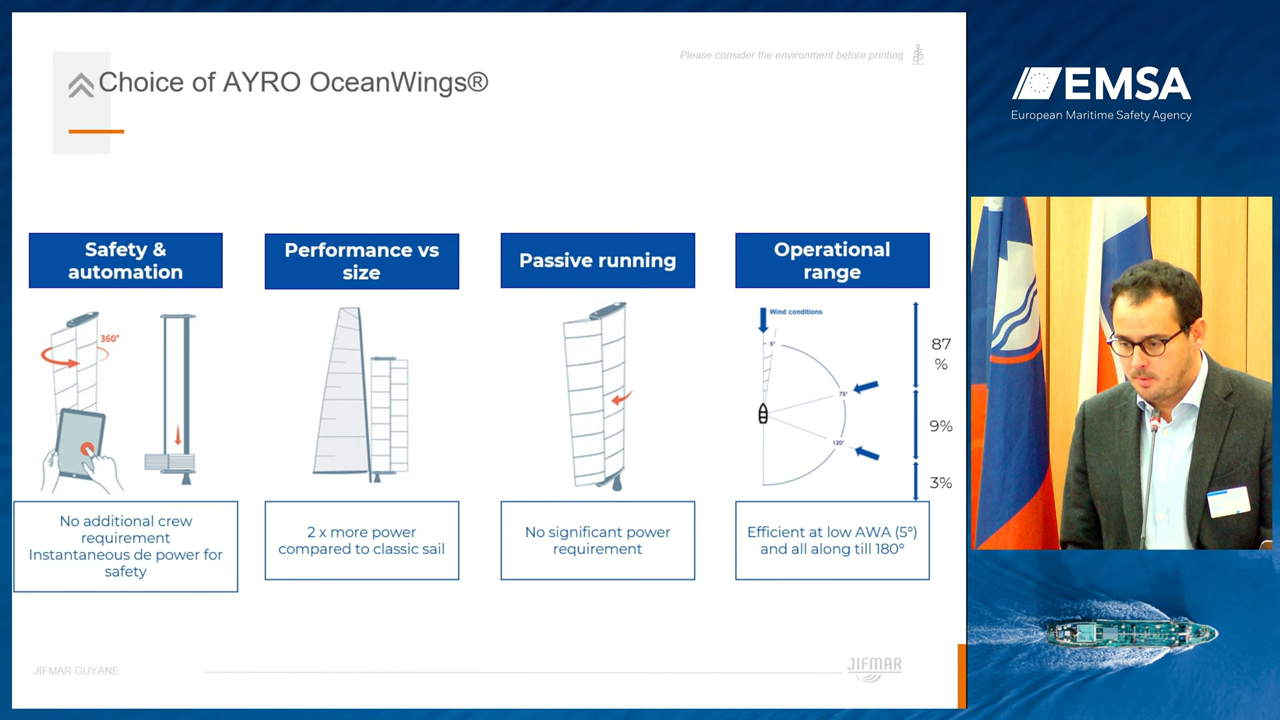 Please consider the environment before printing
Choice of AYRO OceanWings®
Safety &
automation
360°
No additional crew
requirement
Instantaneous de power for
safety
Performance vs
size
2 x more power
compared to classic sail
Passive running
No significant power
requirement
Operational
range
Wind conditions
5°
75°
120°
87
%
9%
3%
Efficient at low AWA (5°)
and all along till 180°
JIFMAR GUYANE
JIFMAR
EMSA
European Maritime Safety Agency